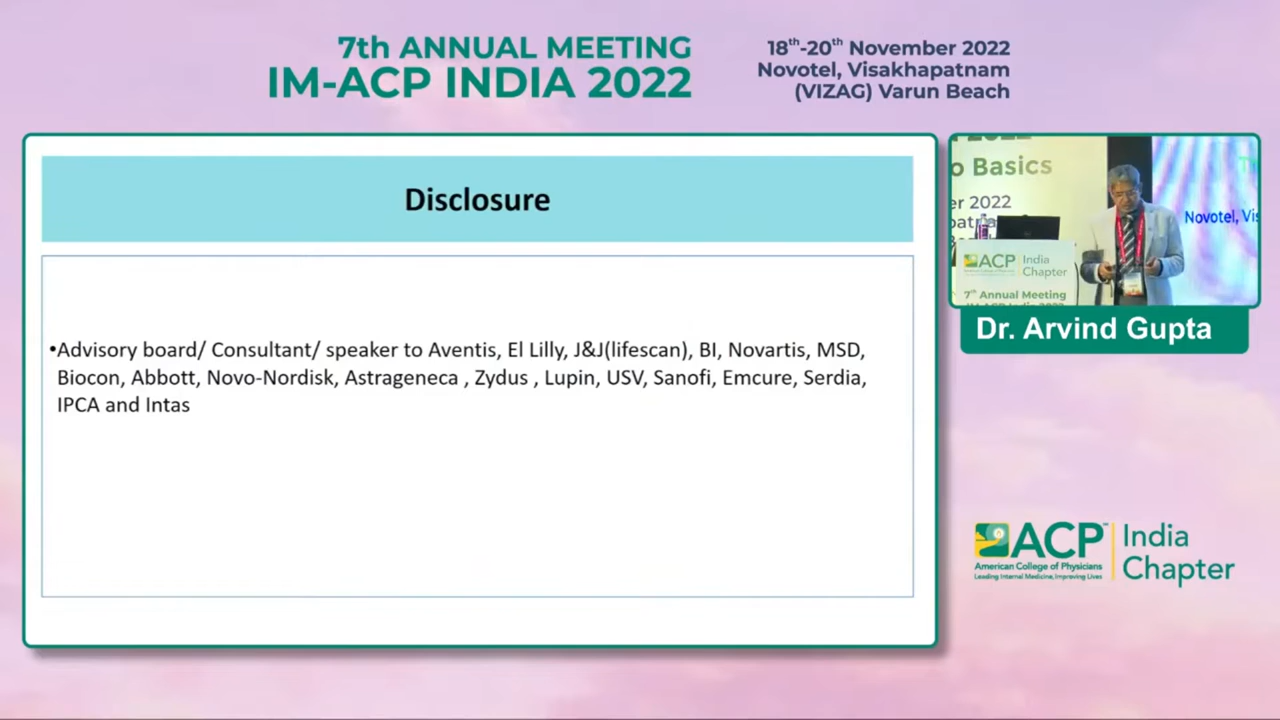 7th ANNUAL MEETING
IM-ACP INDIA 2022
18th-20th November 2022
Novotel, Visakhapatnam
(VIZAG) Varun Beach
Disclosure
•Advisory board/ Consultant/ speaker to Aventis, El Lilly, J&J(lifescan), BI, Novartis, MSD,
Biocon, Abbott, Novo-Nordisk, Astrageneca , Zydus , Lupin, USV, Sanofi, Emcure, Serdia,
IPCA and Intas
o Basics
er 2022
Novotel, Vis
ACP India
Chapter
7th Annual Meeting
Dr. Arvind Gupta
ACP India
American College of Physicians Chapter
Leading Internal Medicine, Improving Lives